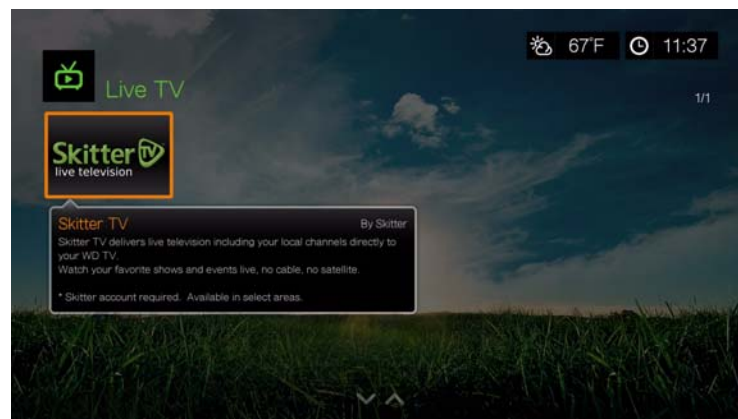 67°F 11:37
Live TV
1/1
Skitter TV
live television
Skitter TV By Skitter
Skitter TV delivers live television including your local channels directly to
your WD TV.
Watch your favorite shows and events live, no cable, no satellite.
* Skitter account required. Available in select areas.